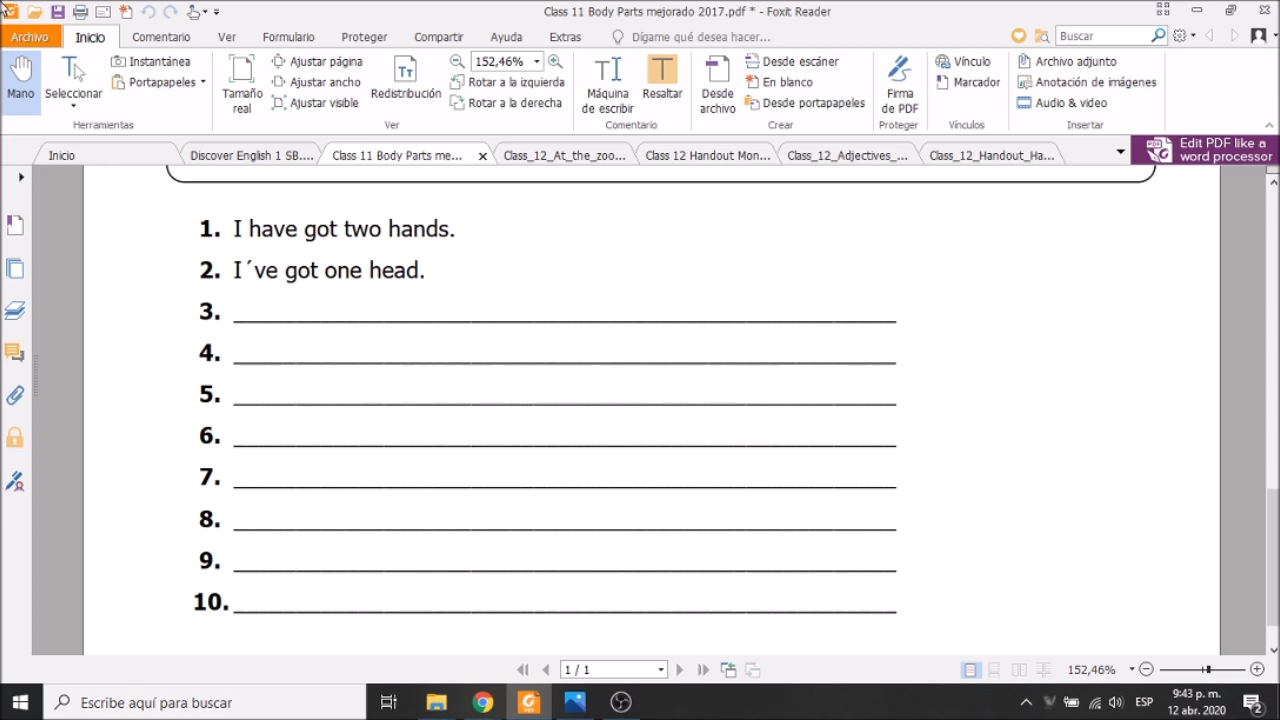 Class 11 Body Parts mejorado 2017.pdf * - Foxit Reader
Archivo Inicio Comentario Ver Formulario Proteger Compartir Ayuda Extras Dígame qué desea hacer... Buscar
Mano
Seleccionar
Instantánea
Portapapeles
Herramientas
Tamaño real
Ajustar página
Ajustar ancho
Ajustar visible
Redistribución
152,46%
Rotar a la izquierda
Rotar a la derecha
Ver
Máquina de escribir
Resaltar
Comentario
Desde archivo
Desde escáner
En blanco
Desde portapapeles
Crear
Firma de PDF
Proteger
Vínculo
Marcador
Vínculos
Archivo adjunto
Anotación de imágenes
Audio & video
Insertar
Inicio Discover English 1 SB.... Class 11 Body Parts me... Class_12_At_the_zoo... Class 12 Handout Mon... Class_12_Adjectives_... Class_12_Handout_Ha...
Edit PDF like a
word processor
1. I have got two hands.
2. I´ve got one head.
3.
4.
5.
6.
7.
8.
9.
10.
1 / 1
152,46%
Escribe aquí para buscar
ESP
9:43 p. m.
12 abr. 2020
2